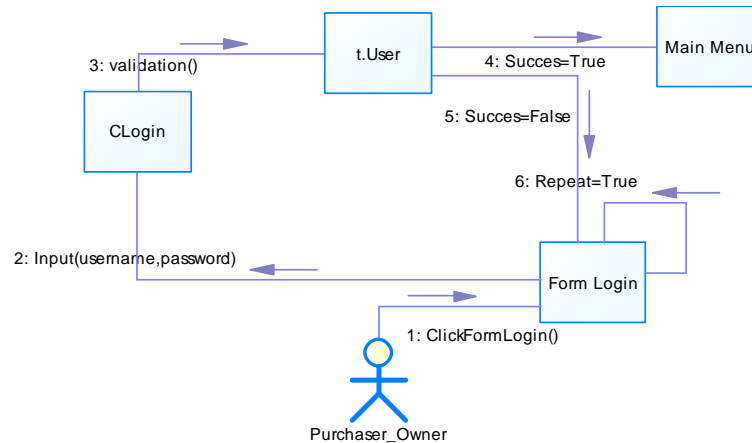 3: validation()
t.User
4: Succes=True
Main Menu
CLogin
5: Succes=False
6: Repeat=True
2: Input(username,password)
Form Login
1: ClickFormLogin()
Purchaser_Owner